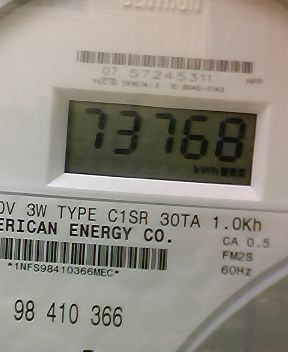 CENTRON
07 57245311
73768
kWh
0V 3W TYPE C1SR 30TA 1.0Kh
ERICAN ENERGY CO.
CA 0.5
FM2S
60Hz
*1NFS98410366MEC*
98 410 366